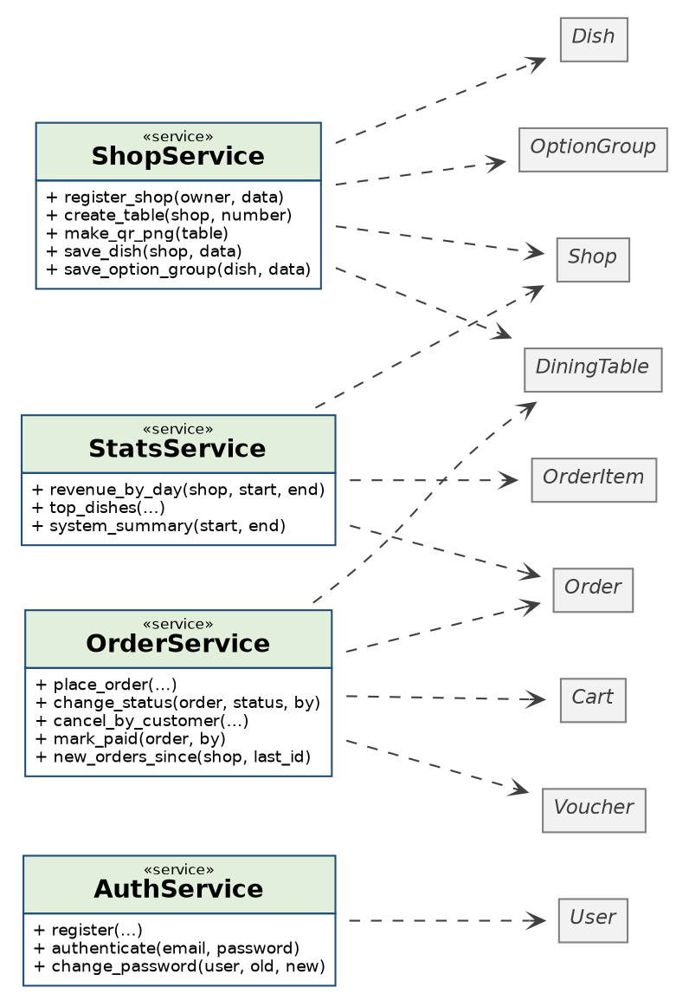 Dish
«service»
ShopService
+ register_shop(owner, data)
+ create_table(shop, number)
+ make_qr_png(table)
+ save_dish(shop, data)
+ save_option_group(dish, data)
OptionGroup
Shop
DiningTable
«service»
StatsService
+ revenue_by_day(shop, start, end)
+ top_dishes(...)
+ system_summary(start, end)
OrderItem
Order
«service»
OrderService
+ place_order(...)
+ change_status(order, status, by)
+ cancel_by_customer(...)
+ mark_paid(order, by)
+ new_orders_since(shop, last_id)
Cart
Voucher
«service»
AuthService
+ register(...)
+ authenticate(email, password)
+ change_password(user, old, new)
User